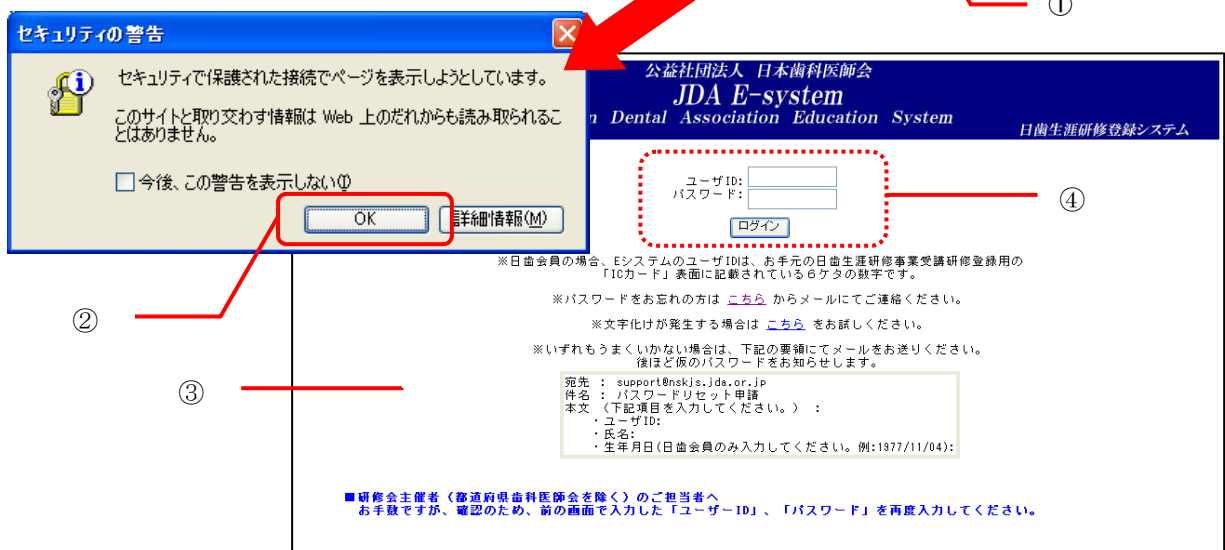 ①
セキュリティの警告
セキュリティで保護された接続でページを表示しようとしています。
このサイトと取り交わす情報は Web 上のだれからも読み取られるこ
とはありません。
今後、この警告を表示しない(I)
OK
詳細情報(M)
公益社団法人 日本歯科医師会
JDA E-system
n Dental Association Education System
日歯生涯研修登録システム
ユーザID:
パスワード:
ログイン
④
※日歯会員の場合、EシステムのユーザIDは、お手元の日歯生涯研修事業受講研修登録用の
「ICカード」表面に記載されている6ケタの数字です。
※パスワードをお忘れの方は こちら からメールにてご連絡ください。
②
※文字化けが発生する場合は こちら をお試しください。
※いずれもうまくいかない場合は、下記の要領にてメールをお送りください。
後ほど仮のパスワードをお知らせします。
③
宛先 : support@nskjs.jda.or.jp
件名 : パスワードリセット申請
本文 (下記項目を入力してください。) :
・ユーザID:
・氏名:
・生年月日(日歯会員のみ入力してください。例:1977/11/04):
■研修会主催者(都道府県歯科医師会を除く)のご担当者へ
お手数ですが、確認のため、前の画面で入力した「ユーザーID」、「パスワード」を再度入力してください。